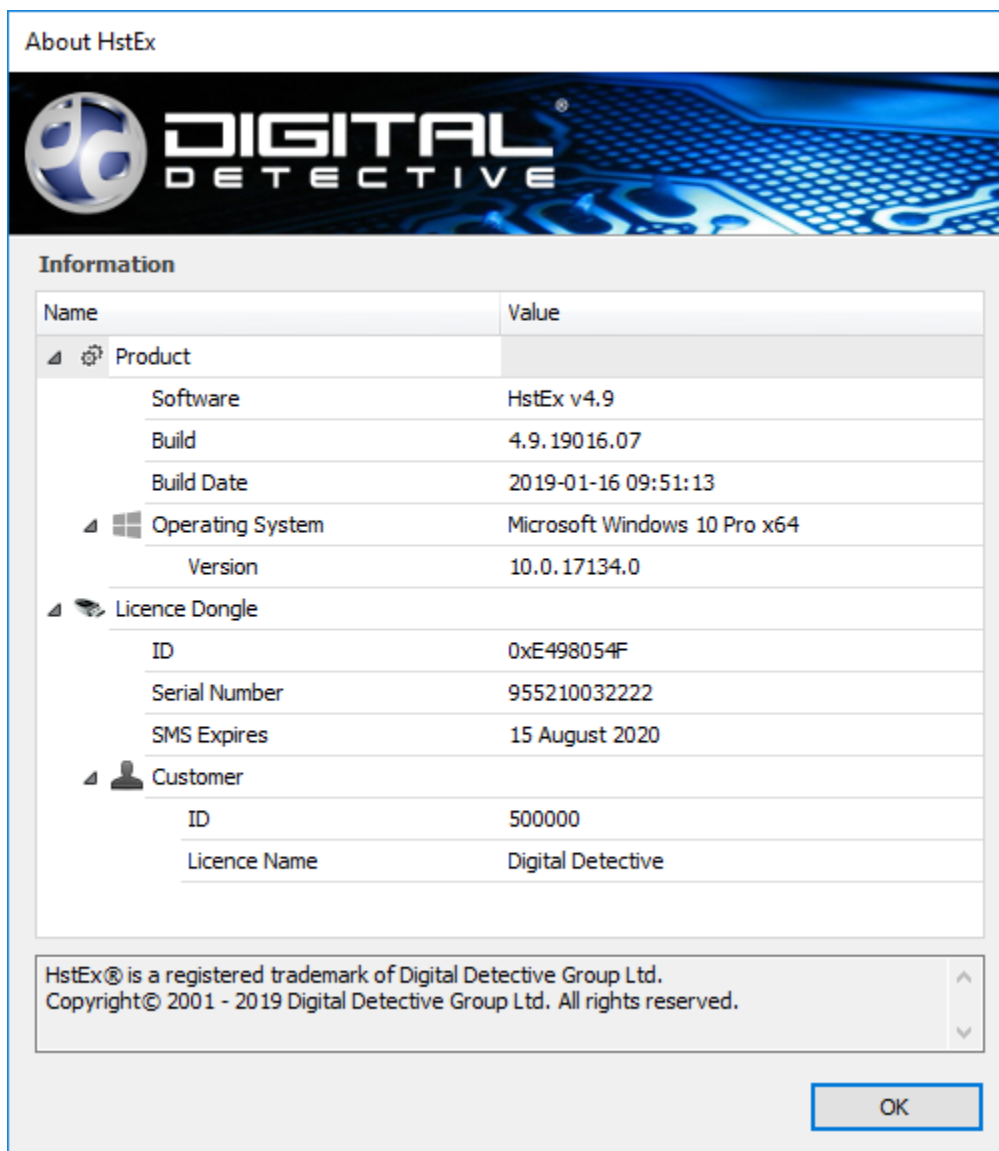 About HstEx
DIGITAL®
DETECTIVE
Information
Name Value
Product
Software HstEx v4.9
Build 4.9.19016.07
Build Date 2019-01-16 09:51:13
Operating System Microsoft Windows 10 Pro x64
Version 10.0.17134.0
Licence Dongle
ID 0xE498054F
Serial Number 955210032222
SMS Expires 15 August 2020
Customer
ID 500000
Licence Name Digital Detective
HstEx® is a registered trademark of Digital Detective Group Ltd.
Copyright© 2001 - 2019 Digital Detective Group Ltd. All rights reserved.
OK